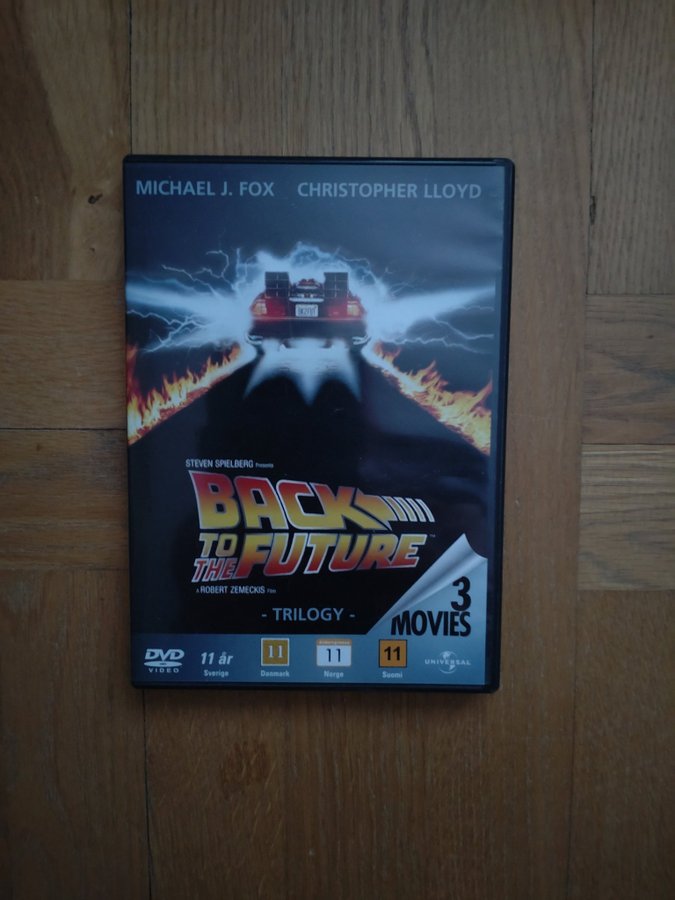 MICHAEL J. FOX CHRISTOPHER LLOYD
STEVEN SPIELBERG Presents
BACK
TO
THE FUTURE™
A ROBERT ZEMECKIS Film
- TRILOGY -
3
MOVIES
DVD
VIDEO
11 år
Sverige
11
Danmark
11
Norge
11
Suomi
UNIVERSAL